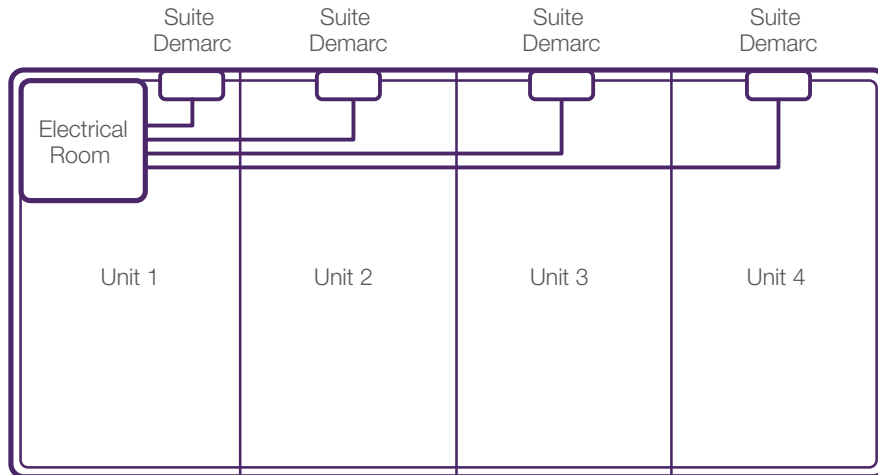 Suite
Demarc
Suite
Demarc
Suite
Demarc
Suite
Demarc
Electrical
Room
Unit 1
Unit 2
Unit 3
Unit 4